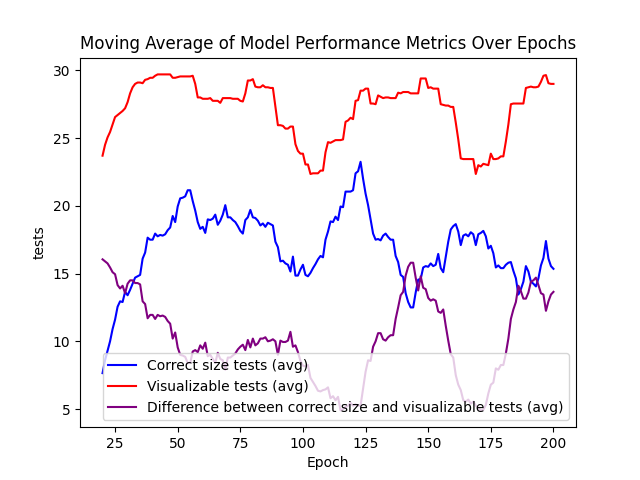 Moving Average of Model Performance Metrics Over Epochs
30
25
20
15
10
5
tests
Correct size tests (avg)
Visualizable tests (avg)
Difference between correct size and visualizable tests (avg)
25
50
75
100
125
150
175
200
Epoch